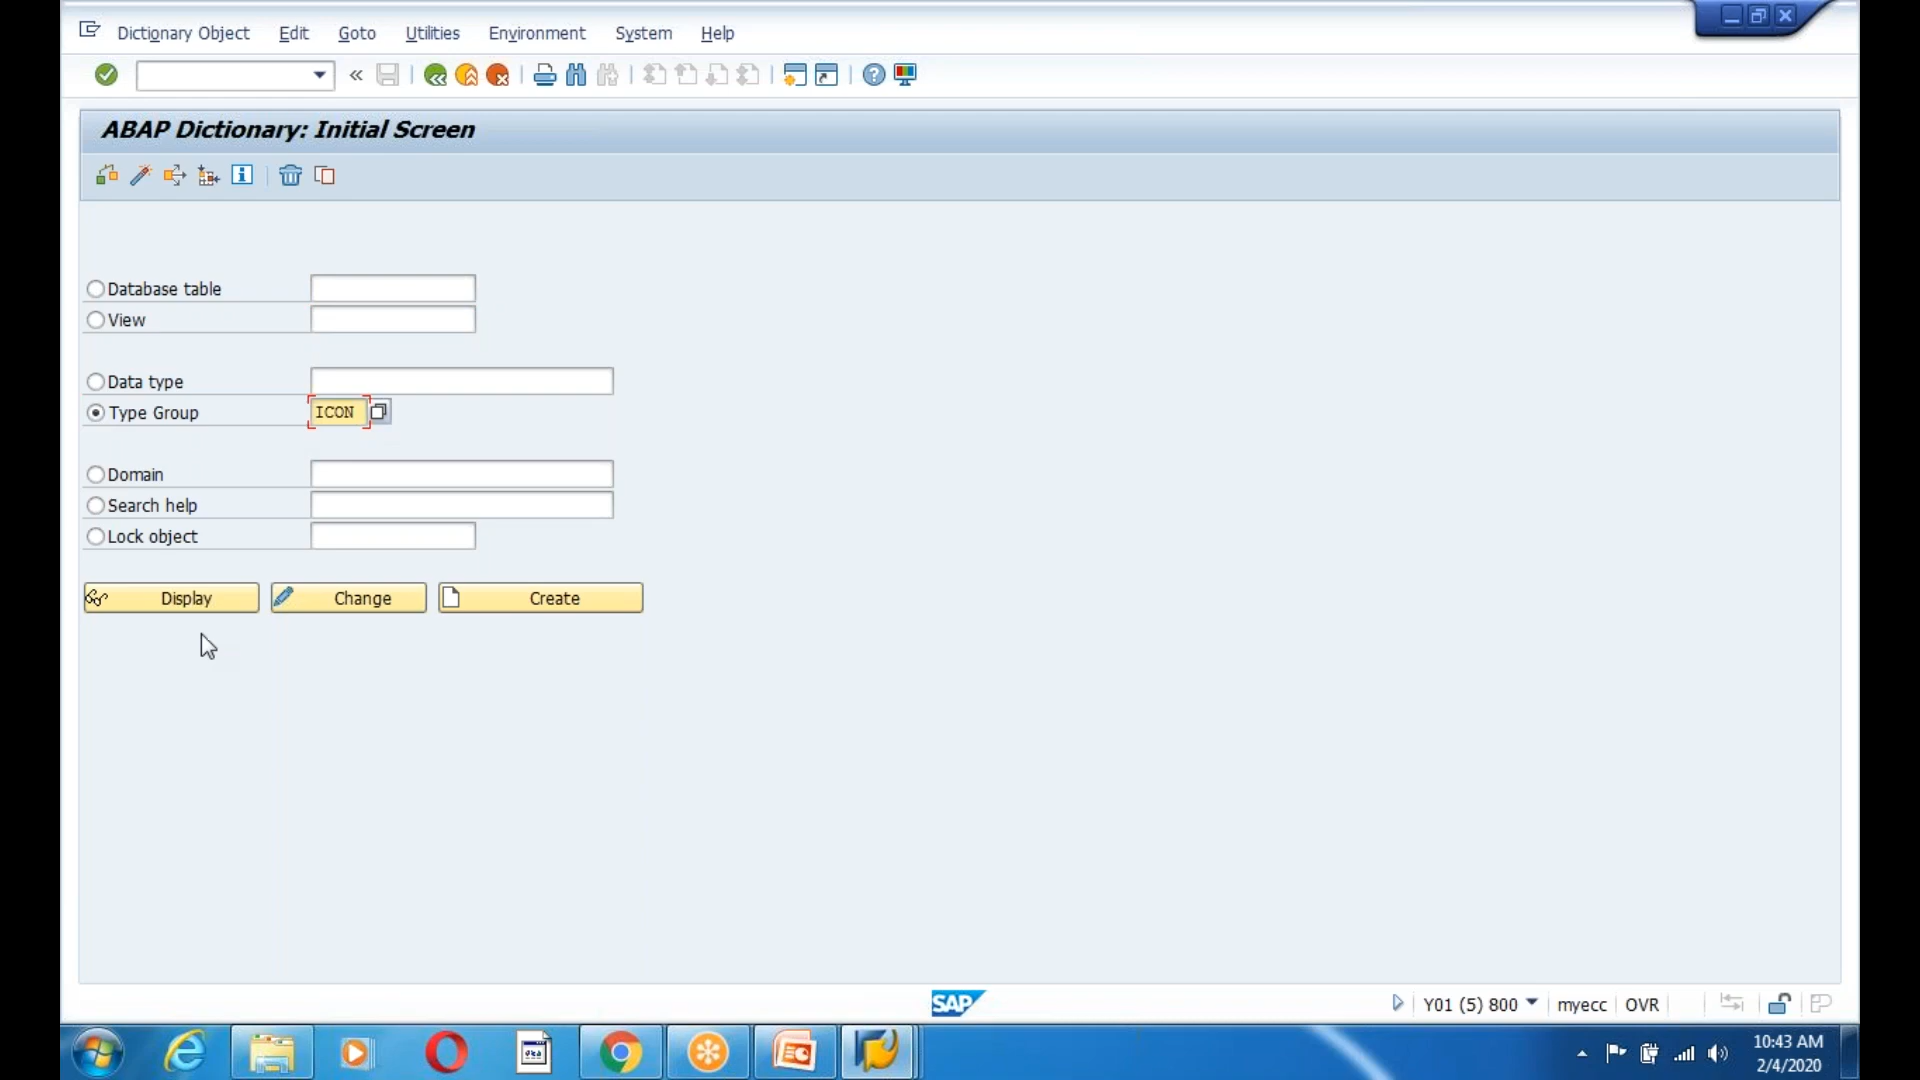 Dictionary Object Edit Goto Utilities Environment System Help
ABAP Dictionary: Initial Screen
Database table
View
Data type
Type Group ICON
Domain
Search help
Lock object
Display Change Create
SAP Y01 (5) 800 myecc OVR
10:43 AM
2/4/2020